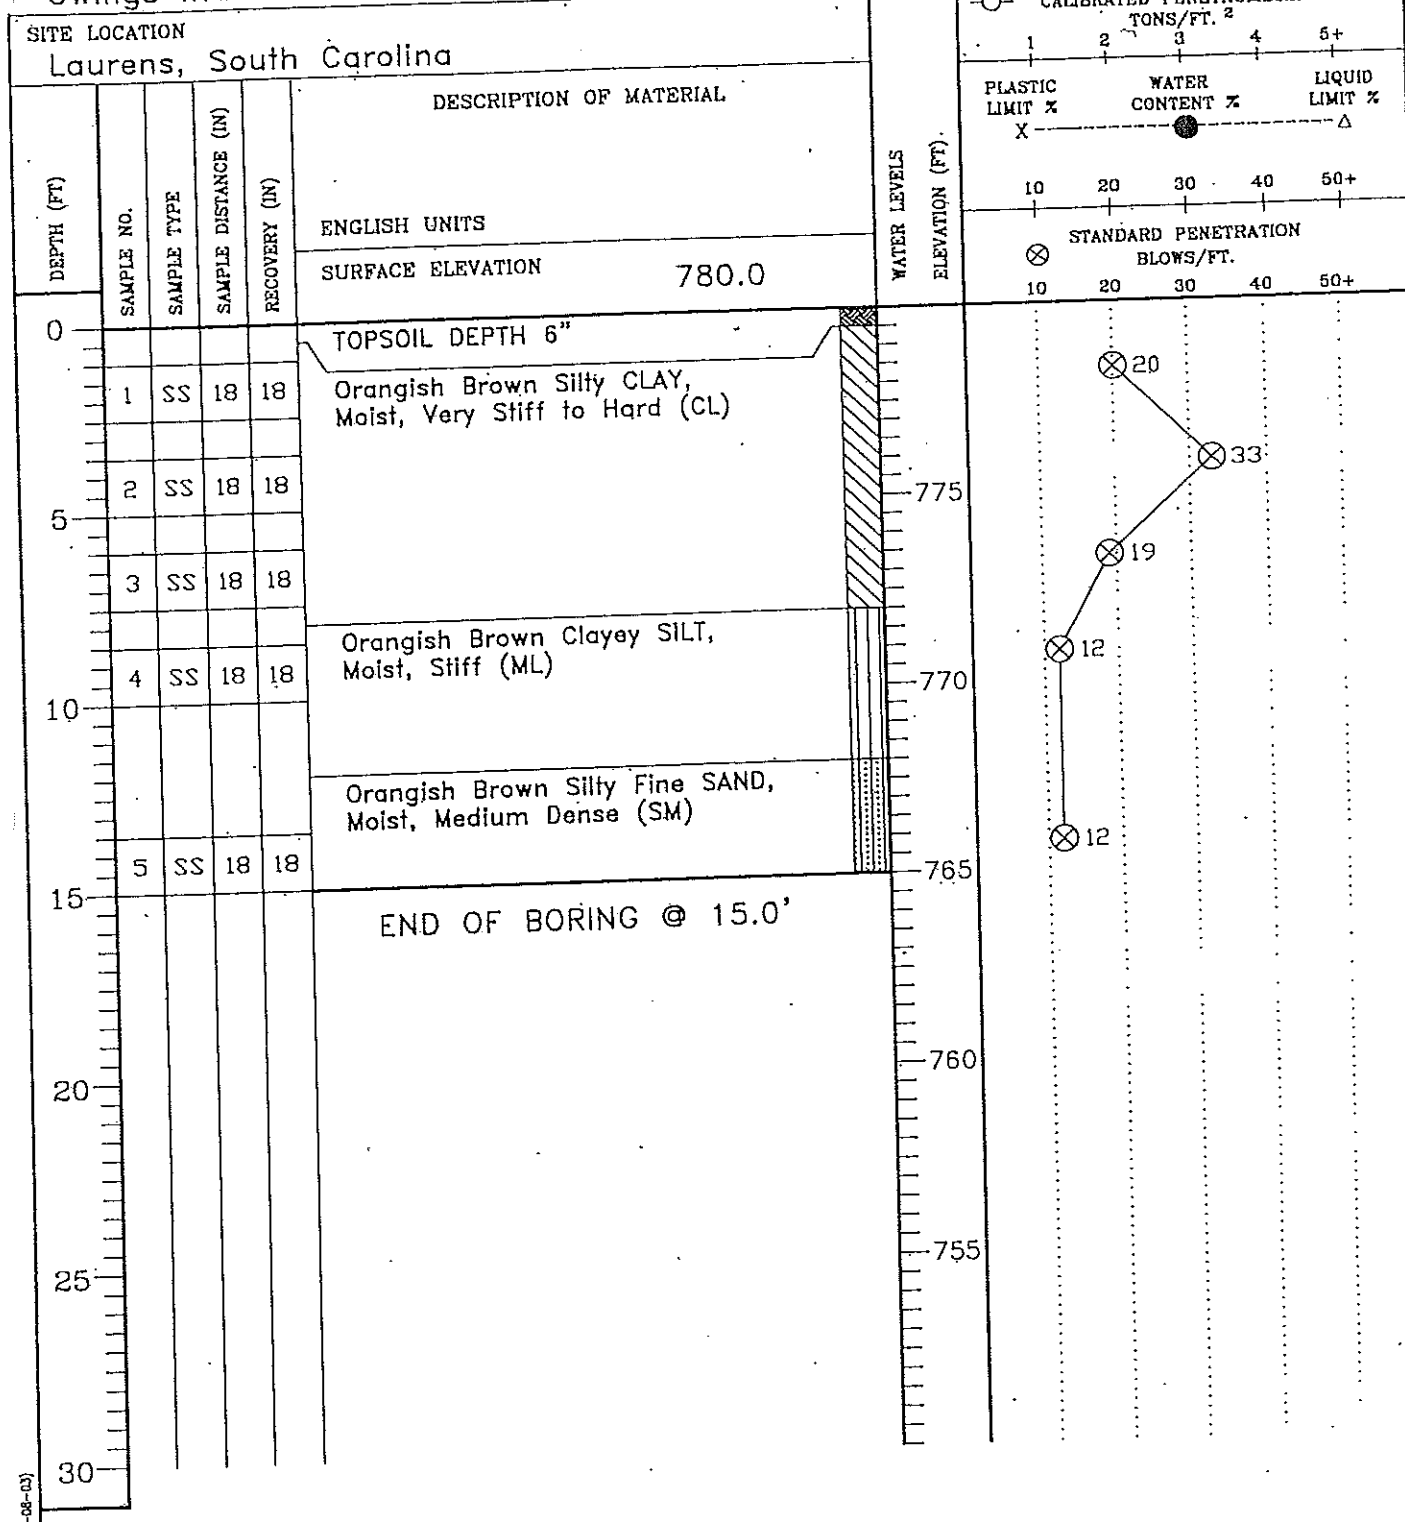 SITE LOCATION
Laurens, South Carolina
TONS/FT. 2
1 2 3 4 5+
PLASTIC LIMIT %
WATER CONTENT %
LIQUID LIMIT %
X
10 20 30 40 50+
STANDARD PENETRATION
BLOWS/FT.
10 20 30 40 50+
DEPTH (FT)
SAMPLE NO.
SAMPLE TYPE
SAMPLE DISTANCE (IN)
RECOVERY (IN)
DESCRIPTION OF MATERIAL
ENGLISH UNITS
SURFACE ELEVATION 780.0
WATER LEVELS
ELEVATION (FT)
0
TOPSOIL DEPTH 6"
1 SS 18 18
Orangish Brown Silty CLAY,
Moist, Very Stiff to Hard (CL)
20
33
2 SS 18 18
775
5
19
3 SS 18 18
Orangish Brown Clayey SILT,
Moist, Stiff (ML)
12
4 SS 18 18
770
10
Orangish Brown Silty Fine SAND,
Moist, Medium Dense (SM)
12
5 SS 18 18
765
15
END OF BORING @ 15.0'
760
20
755
25
30